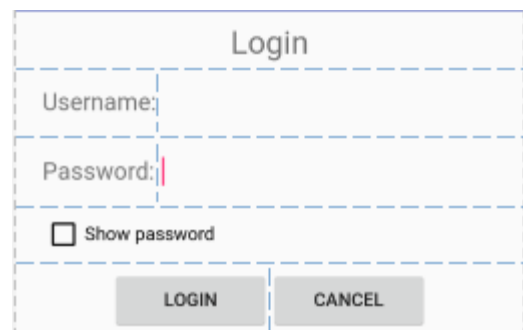 Login
Username:
Password:
Show password
LOGIN CANCEL